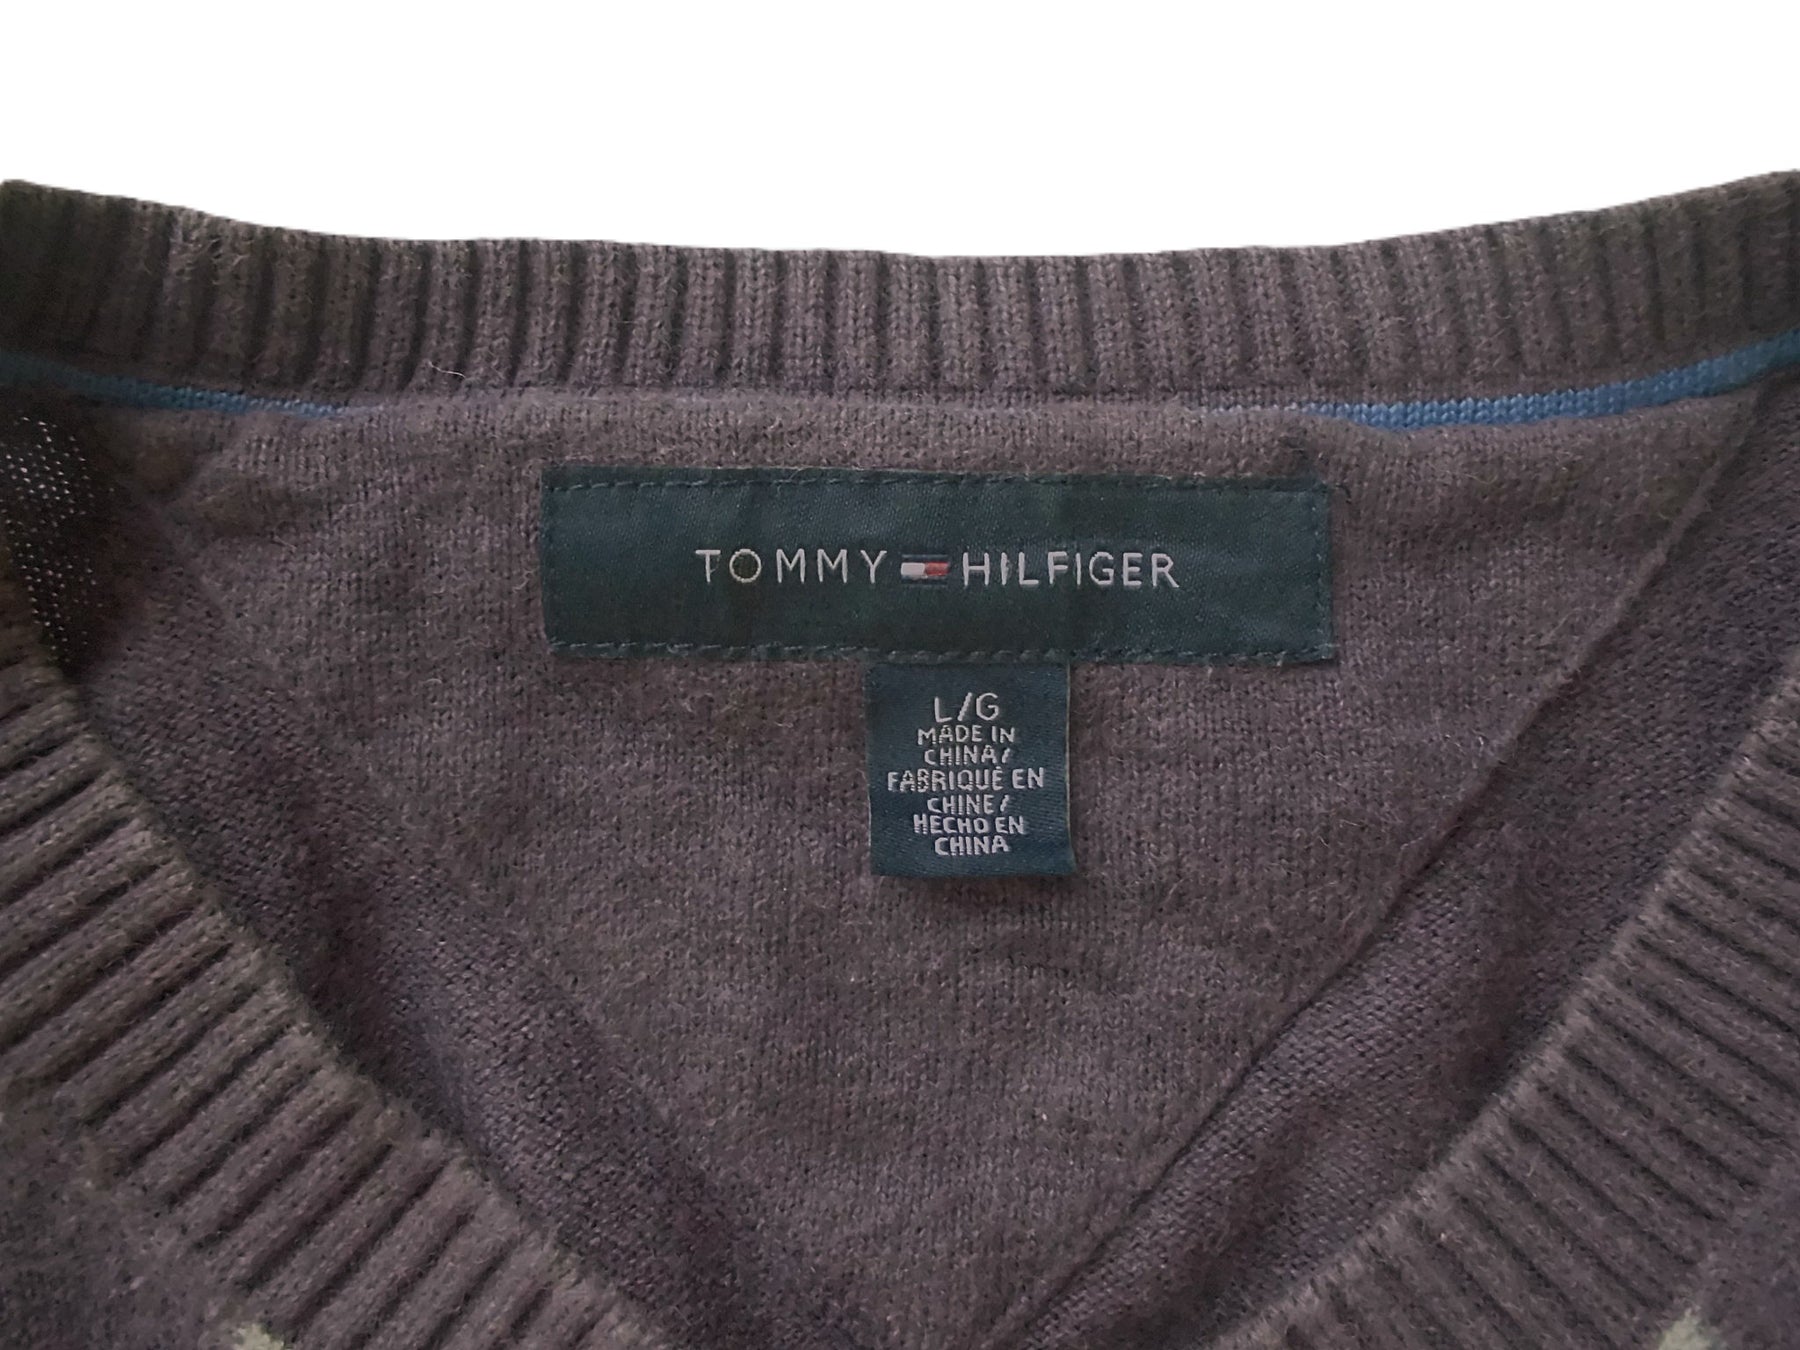 TOMMY HILFIGER
L/G
MADE IN
CHINA/
FABRIQUÉ EN
CHINE/
HECHO EN
CHINA